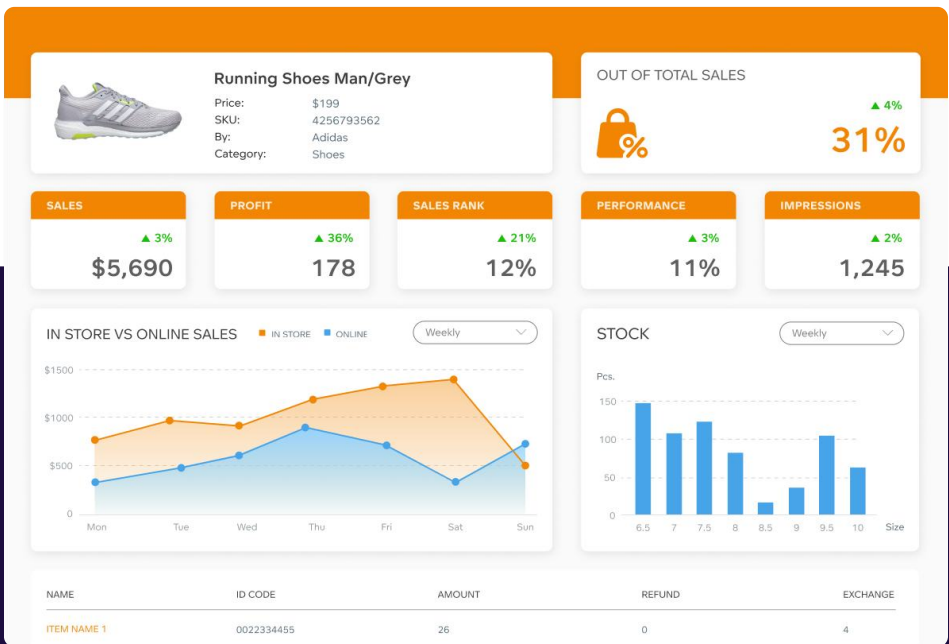 Running Shoes Man/Grey
Price: $199
SKU: 4256793562
By: Adidas
Category: Shoes
OUT OF TOTAL SALES
▲ 4%
31%
SALES
▲ 3%
$5,690
PROFIT
▲ 36%
178
SALES RANK
▲ 21%
12%
PERFORMANCE
▲ 3%
11%
IMPRESSIONS
▲ 2%
1,245
IN STORE VS ONLINE SALES IN STORE ONLINE Weekly
$1500
$1000
$500
0
Mon Tue Wed Thu Fri Sat Sun
STOCK Weekly
Pcs.
150
100
50
0
6.5 7 7.5 8 8.5 9 9.5 10 Size
NAME ID CODE AMOUNT REFUND EXCHANGE
ITEM NAME 1 0022334455 26 0 4